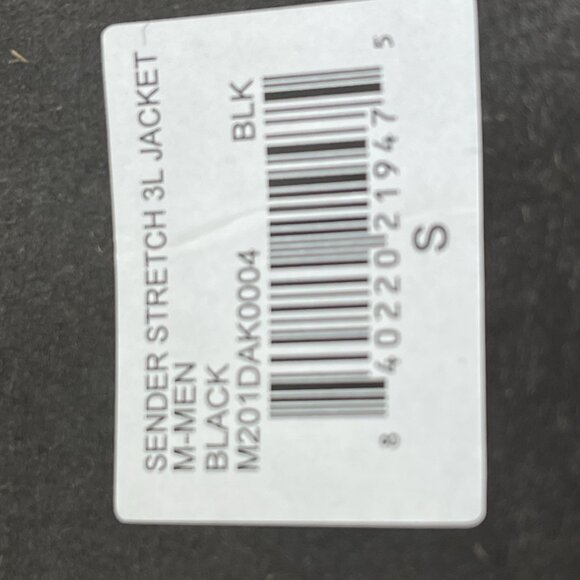 SENDER STRETCH 3L JACKET
M-MEN
BLACK
M201DAK0004 BLK
8 40220 21947 5
S